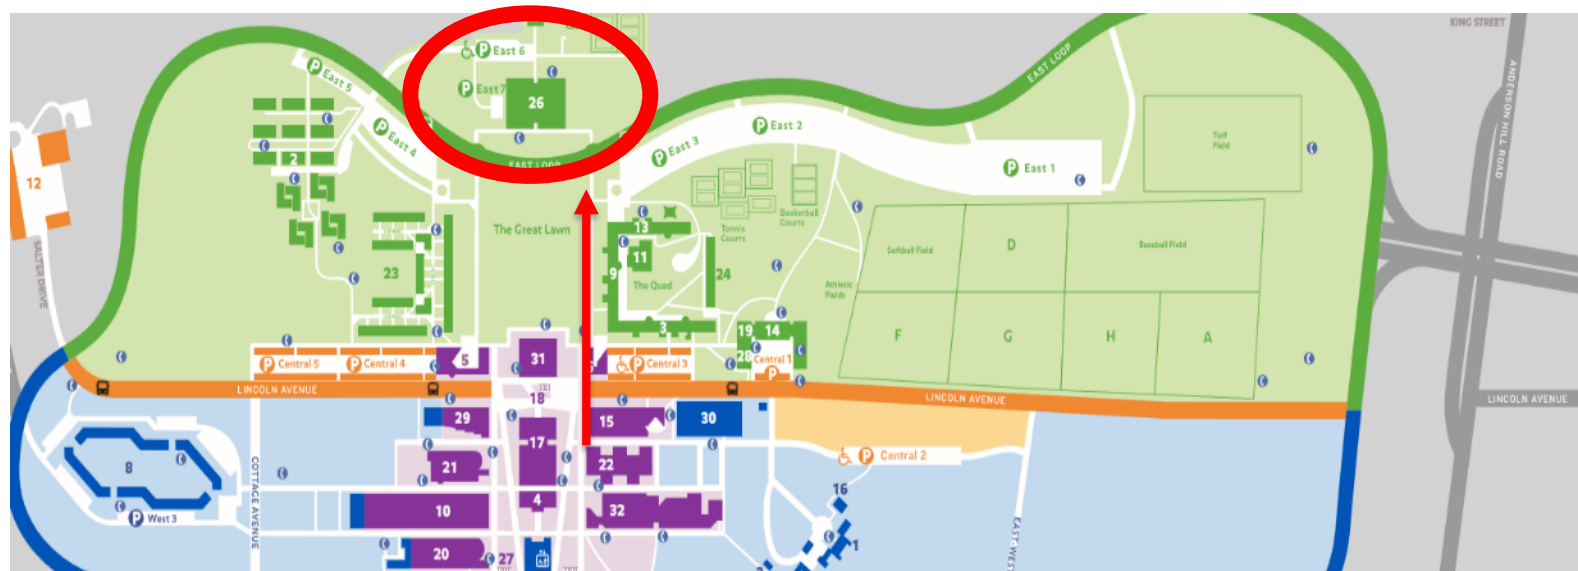 KING STREET
P East 6
P East 5
P East 7
26
EAST LOOP
P East 4
P East 3
P East 2
P East 1
Turf
Field
ANDERSON HILL ROAD
2
12
EAST LOOP
The Great Lawn
13
Tennis
Courts
Basketball
Courts
Softball Field
D
Baseball Field
SALTER DRIVE
23
9
11
The Quad
24
Athletic
Fields
3
19
14
F
G
H
A
P Central 5
P Central 4
5
31
P Central 3
28
Central 1
P
LINCOLN AVENUE
18
LINCOLN AVENUE
LINCOLN AVENUE
29
17
15
30
8
21
22
P Central 2
COTTAGE AVENUE
10
4
32
16
P West 3
EAST-WEST
1
20
27